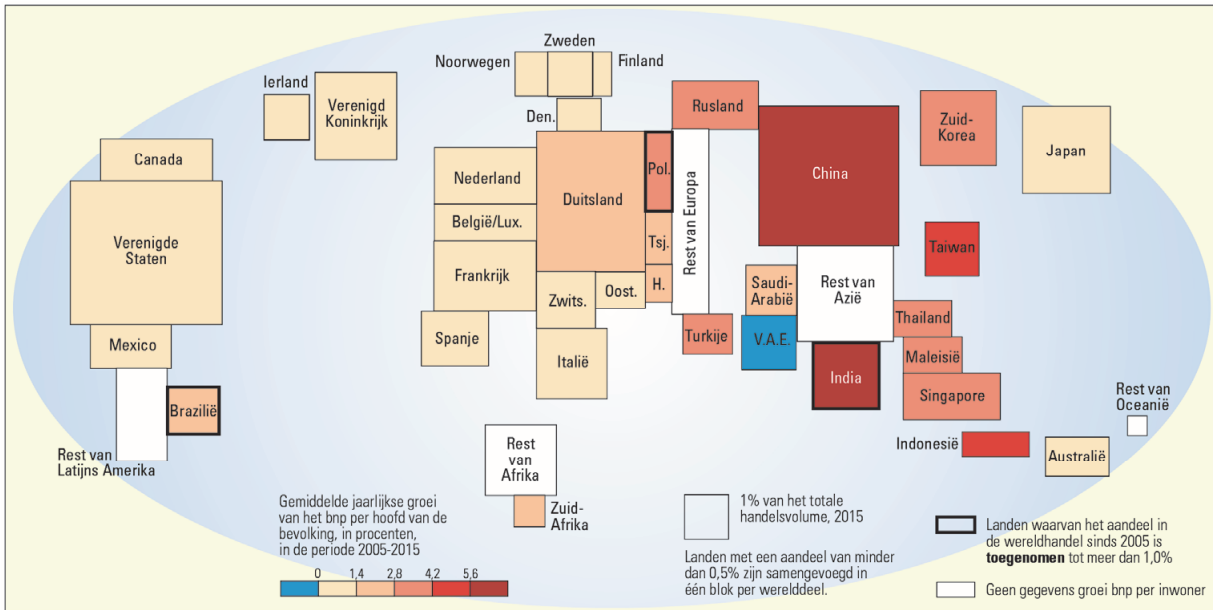 Zweden
Noorwegen
Finland
Ierland
Verenigd
Koninkrijk
Den.
Rusland
Zuid-
Korea
Japan
Canada
Nederland
Duitsland
Pol.
Rest van Europa
China
België/Lux.
Verenigde
Staten
Tsj.
Taiwan
Frankrijk
H.
Zwits.
Oost.
Saudi-
Arabië
Rest van
Azië
Thailand
Mexico
Spanje
Italië
Turkije
V.A.E.
Maleisië
India
Singapore
Brazilië
Rest van
Oceanië
Rest van
Latijns Amerika
Rest
van
Afrika
Indonesië
Australië
Zuid-
Afrika
Gemiddelde jaarlijkse groei
van het bnp per hoofd van de
bevolking, in procenten,
in de periode 2005-2015
0 1,4 2,8 4,2 5,6
1% van het totale
handelsvolume, 2015
Landen met een aandeel van minder
dan 0,5% zijn samengevoegd in
één blok per werelddeel.
Landen waarvan het aandeel in
de wereldhandel sinds 2005 is
toegenomen tot meer dan 1,0%
Geen gegevens groei bnp per inwoner